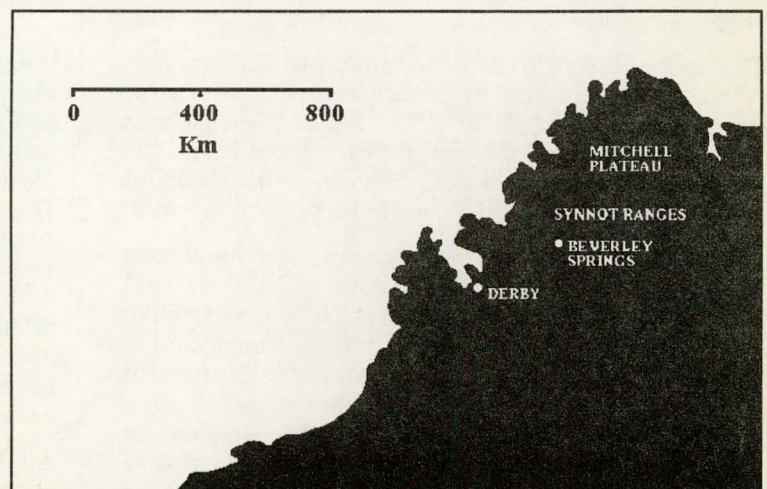 0 400 800
Km
MITCHELL
PLATEAU
SYNNOT RANGES
BEVERLEY
SPRINGS
DERBY